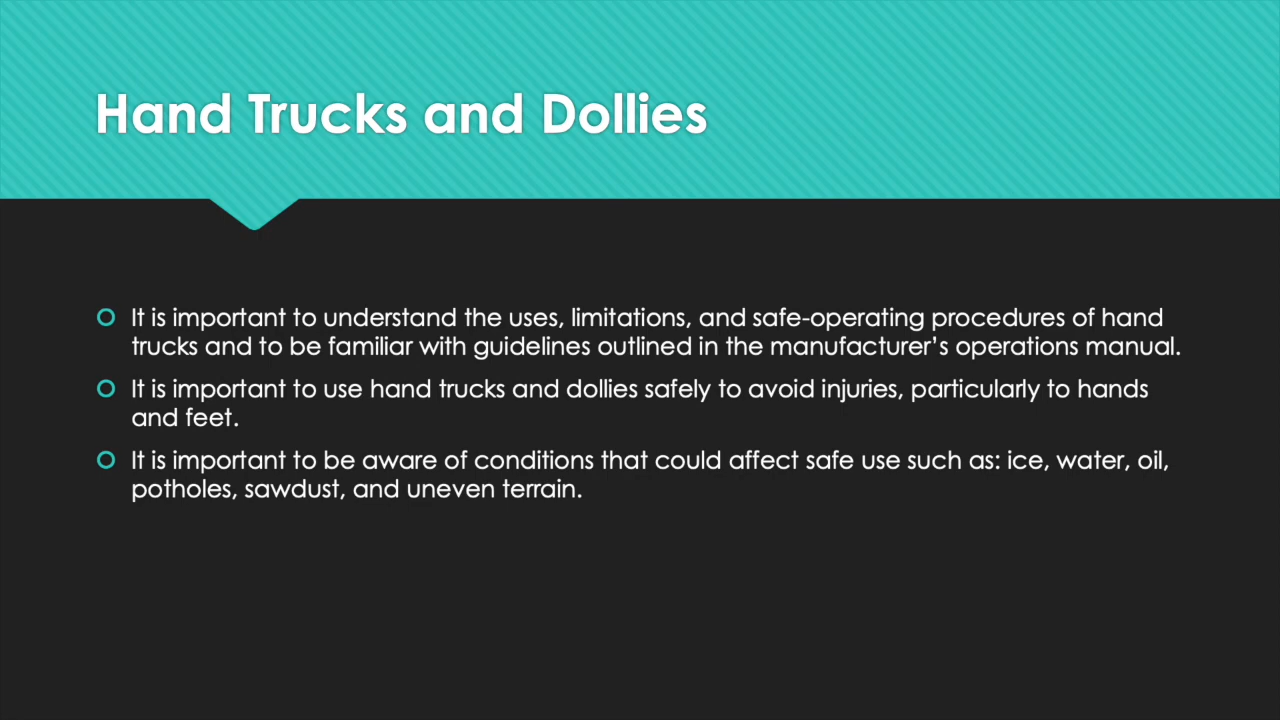 Hand Trucks and Dollies
It is important to understand the uses, limitations, and safe-operating procedures of hand
trucks and to be familiar with guidelines outlined in the manufacturer’s operations manual.
It is important to use hand trucks and dollies safely to avoid injuries, particularly to hands
and feet.
It is important to be aware of conditions that could affect safe use such as: ice, water, oil,
potholes, sawdust, and uneven terrain.